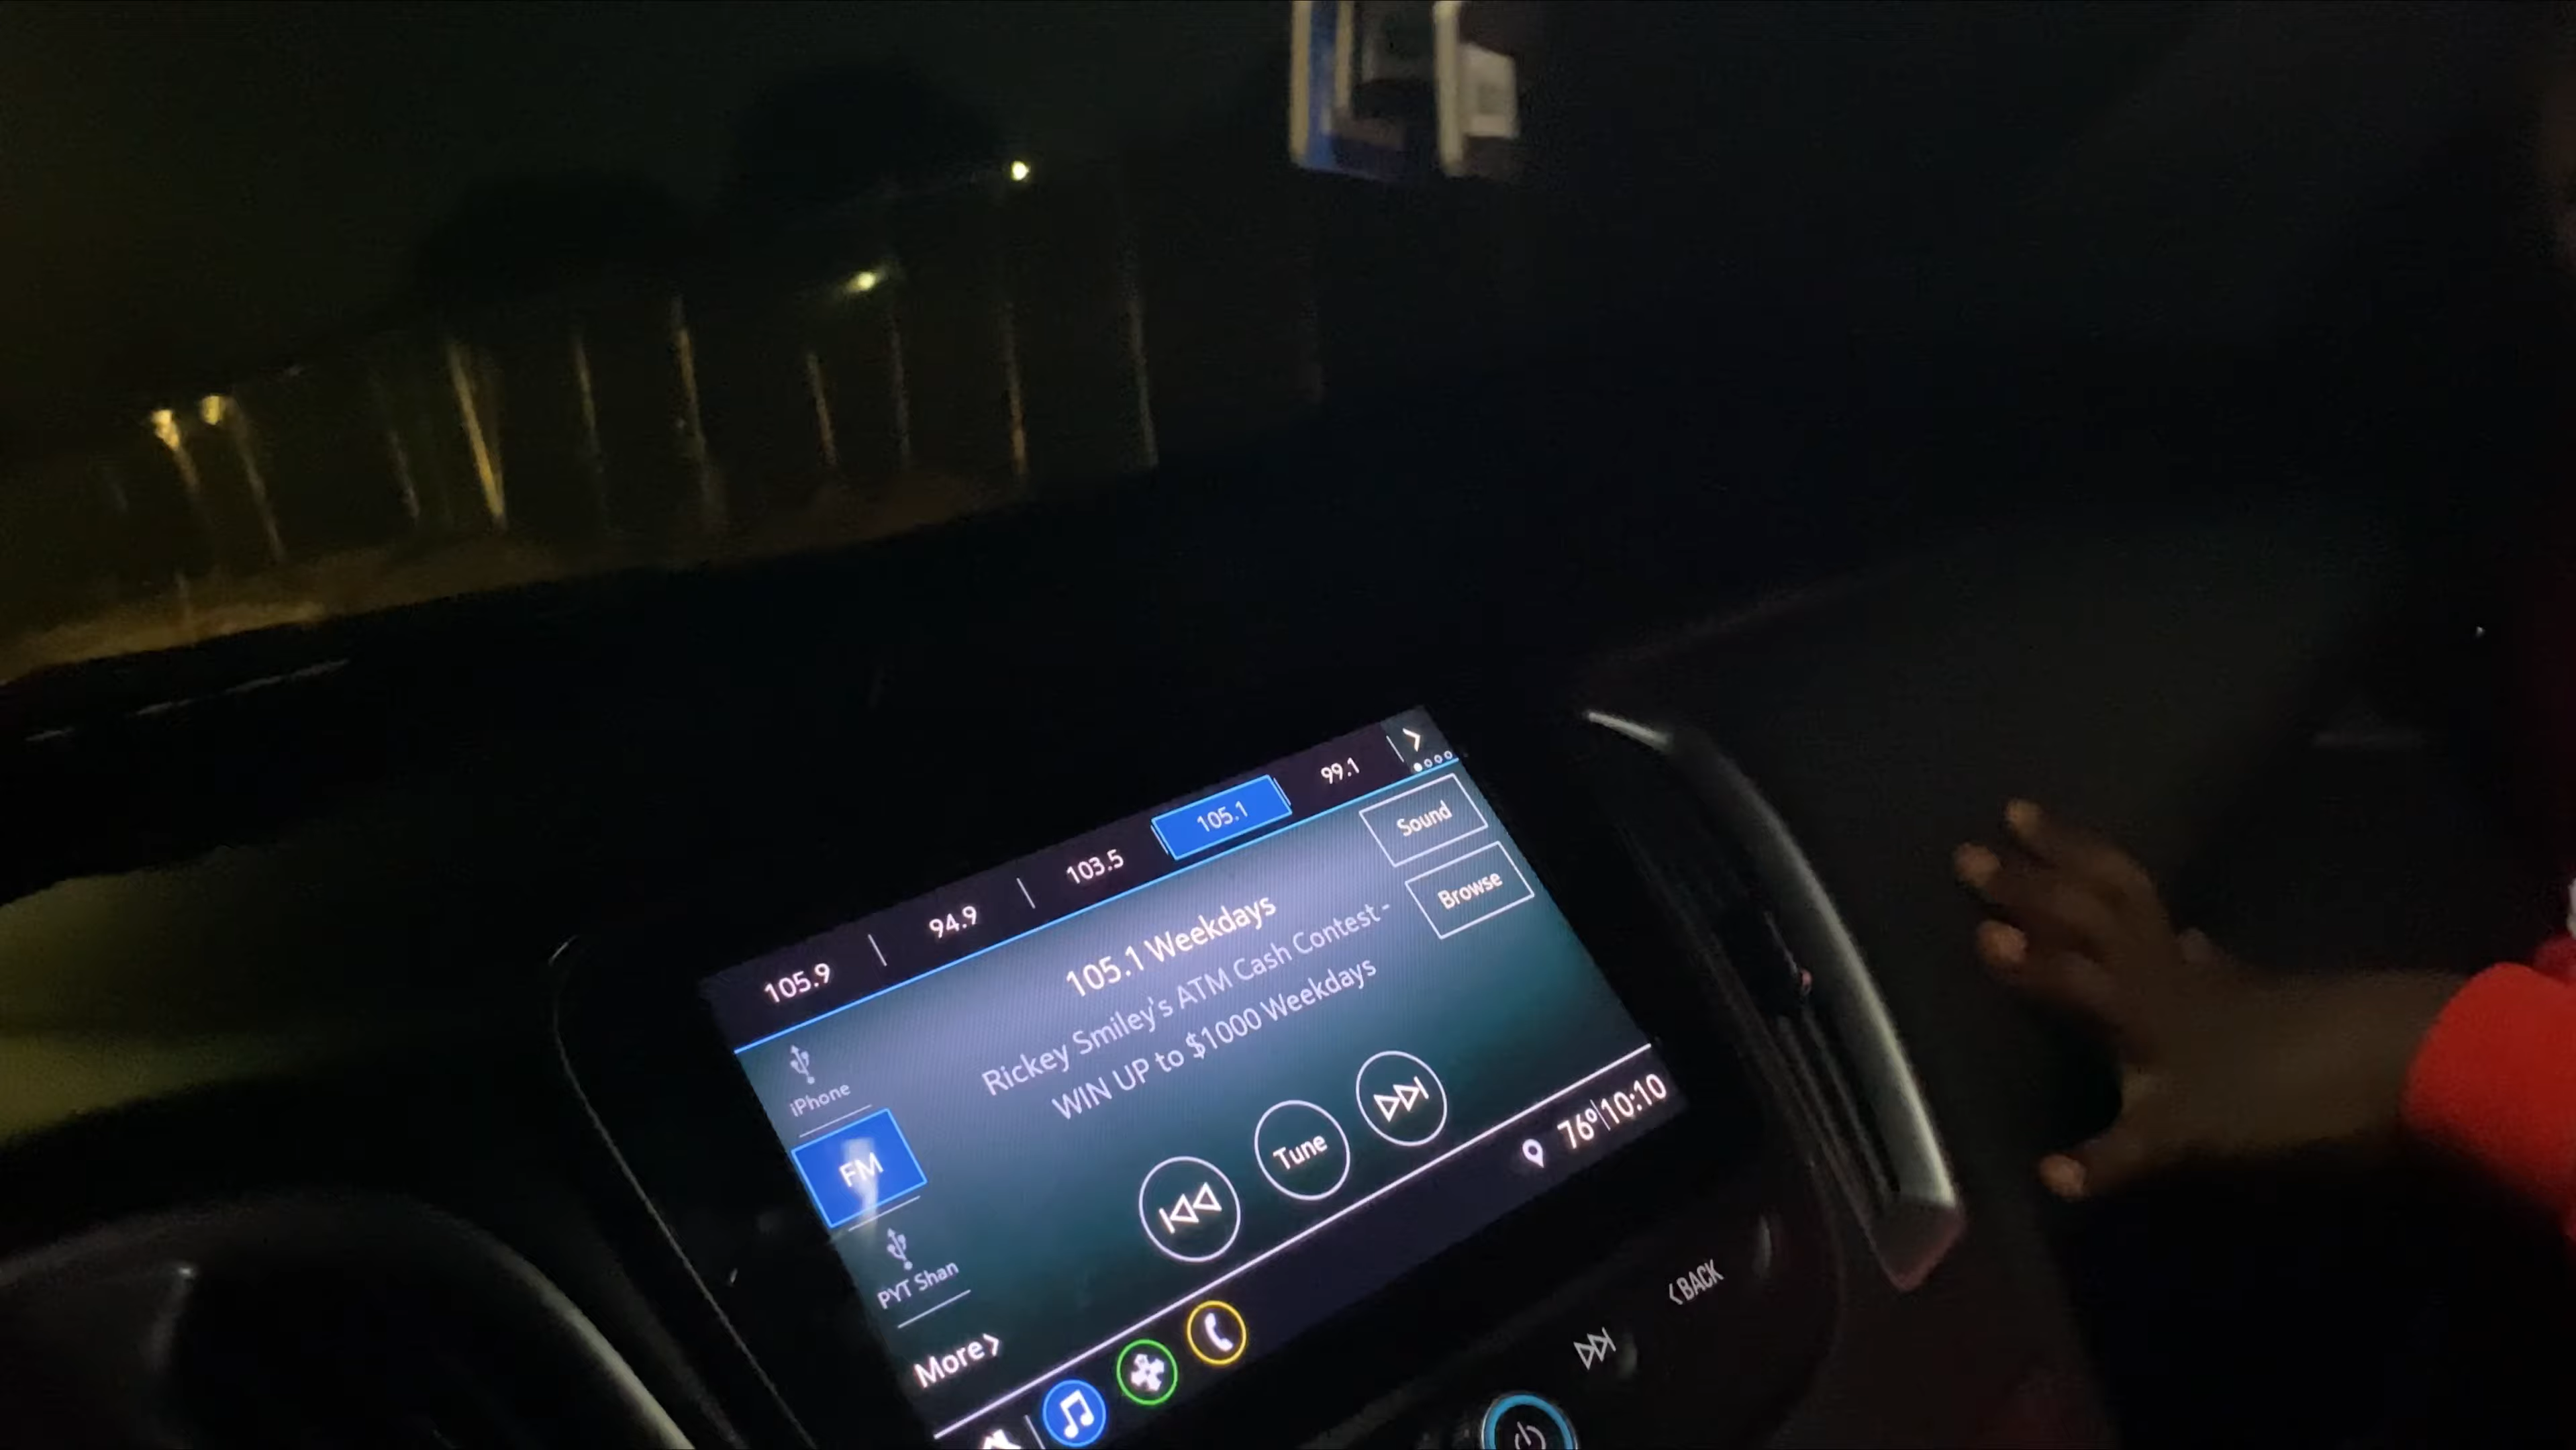 105.9 | 94.9 | 103.5 105.1 99.1
Sound
Browse
105.1 Weekdays
Rickey Smiley's ATM Cash Contest -
WIN UP to $1000 Weekdays
iPhone
FM
PYT Shan
More
Tune
76°|10:10
BACK